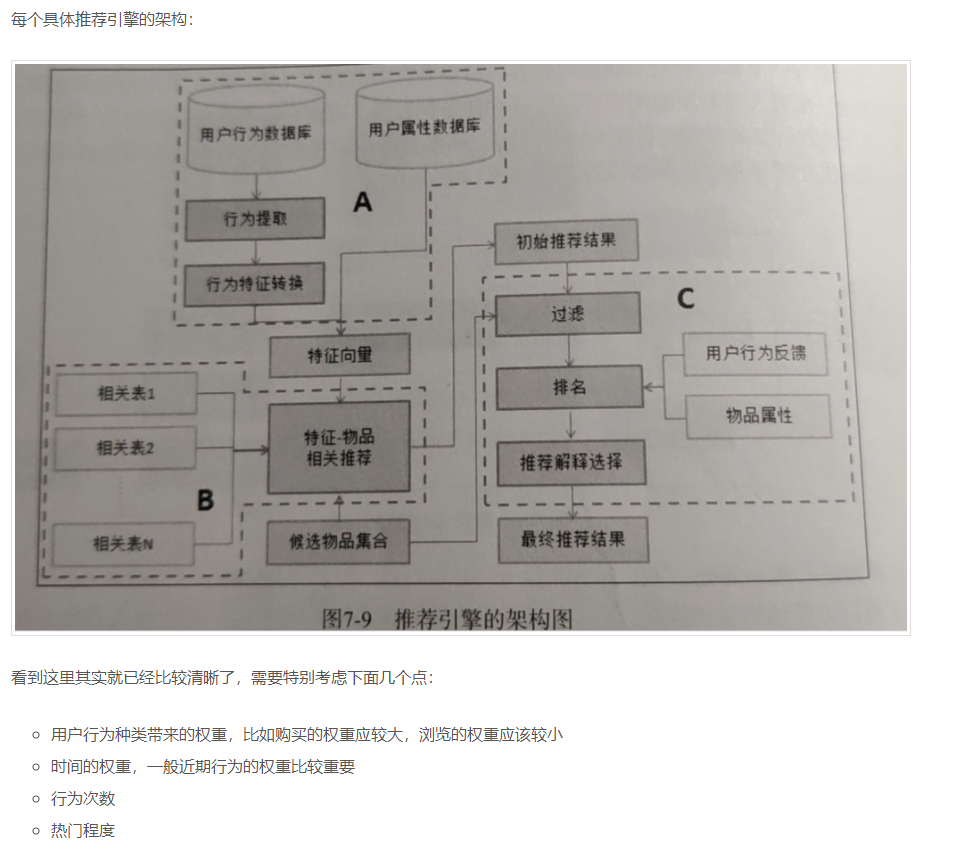 每个具体推荐引擎的架构：
用户行为数据库
用户属性数据库
A
行为提取
行为特征转换
特征向量
相关表1
相关表2
相关表N
B
特征-物品
相关推荐
候选物品集合
初始推荐结果
C
过滤
排名
用户行为反馈
物品属性
推荐解释选择
最终推荐结果
图7-9 推荐引擎的架构图
看到这里其实就已经比较清晰了，需要特别考虑下面几个点：
用户行为种类带来的权重，比如购买的权重应较大，浏览的权重应该较小
时间的权重，一般近期行为的权重比较重要
行为次数
热门程度